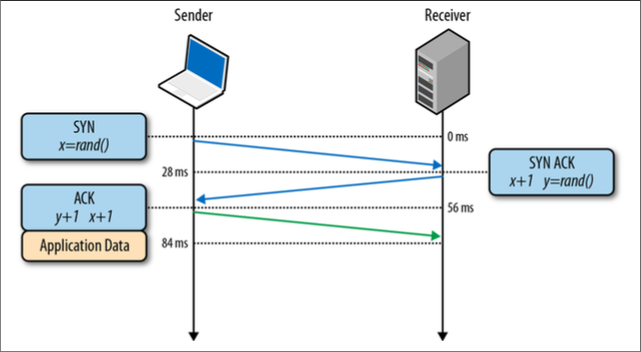 Sender
Receiver
SYN
x=rand()
0 ms
28 ms
SYN ACK
x+1 y=rand()
ACK
y+1 x+1
56 ms
Application Data
84 ms